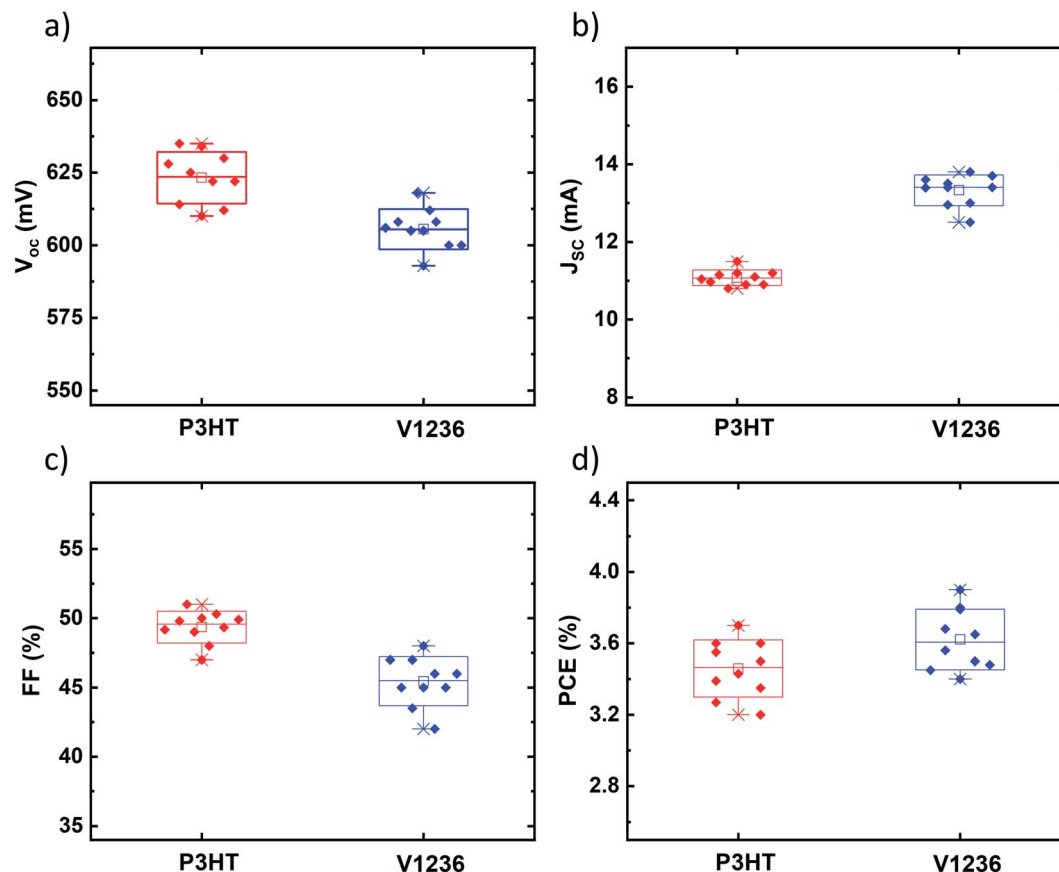 a)
V_oc (mV)
650
625
600
575
550
P3HT V1236
b)
J_SC (mA)
16
14
12
10
8
P3HT V1236
c)
FF (%)
55
50
45
40
35
P3HT V1236
d)
PCE (%)
4.4
4.0
3.6
3.2
2.8
P3HT V1236